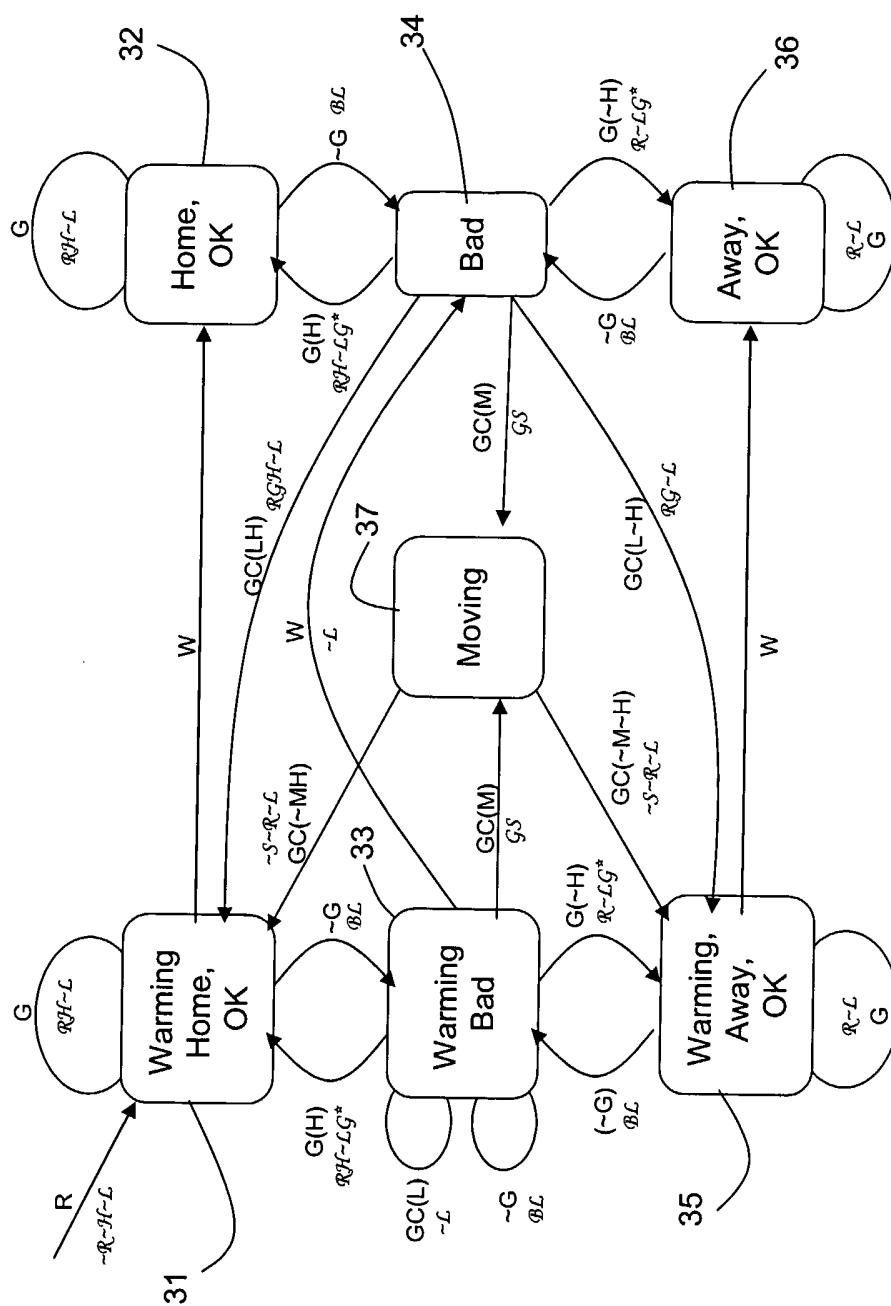 R
~R~H~L
31
G
RH~L
Warming
Home,
OK
W
G
RH~L
Home,
OK
32
G(H)
RH~LG*
~G
BL
~S~R~L
GC(~MH)
GC(LH)
RGH~L
G(H)
RH~LG*
~G BL
GC(L)
~L
~G
BL
Warming
Bad
33
W
~L
GC(M)
GS
Moving
37
GC(M)
GS
Bad
34
(~G)
BL
G(~H)
R~LG*
GC(~M~H)
~S~R~L
GC(L~H)
RG~L
~G
BL
G(~H)
R~LG*
35
Warming,
Away,
OK
R~L
G
W
Away,
OK
36
R~L
G